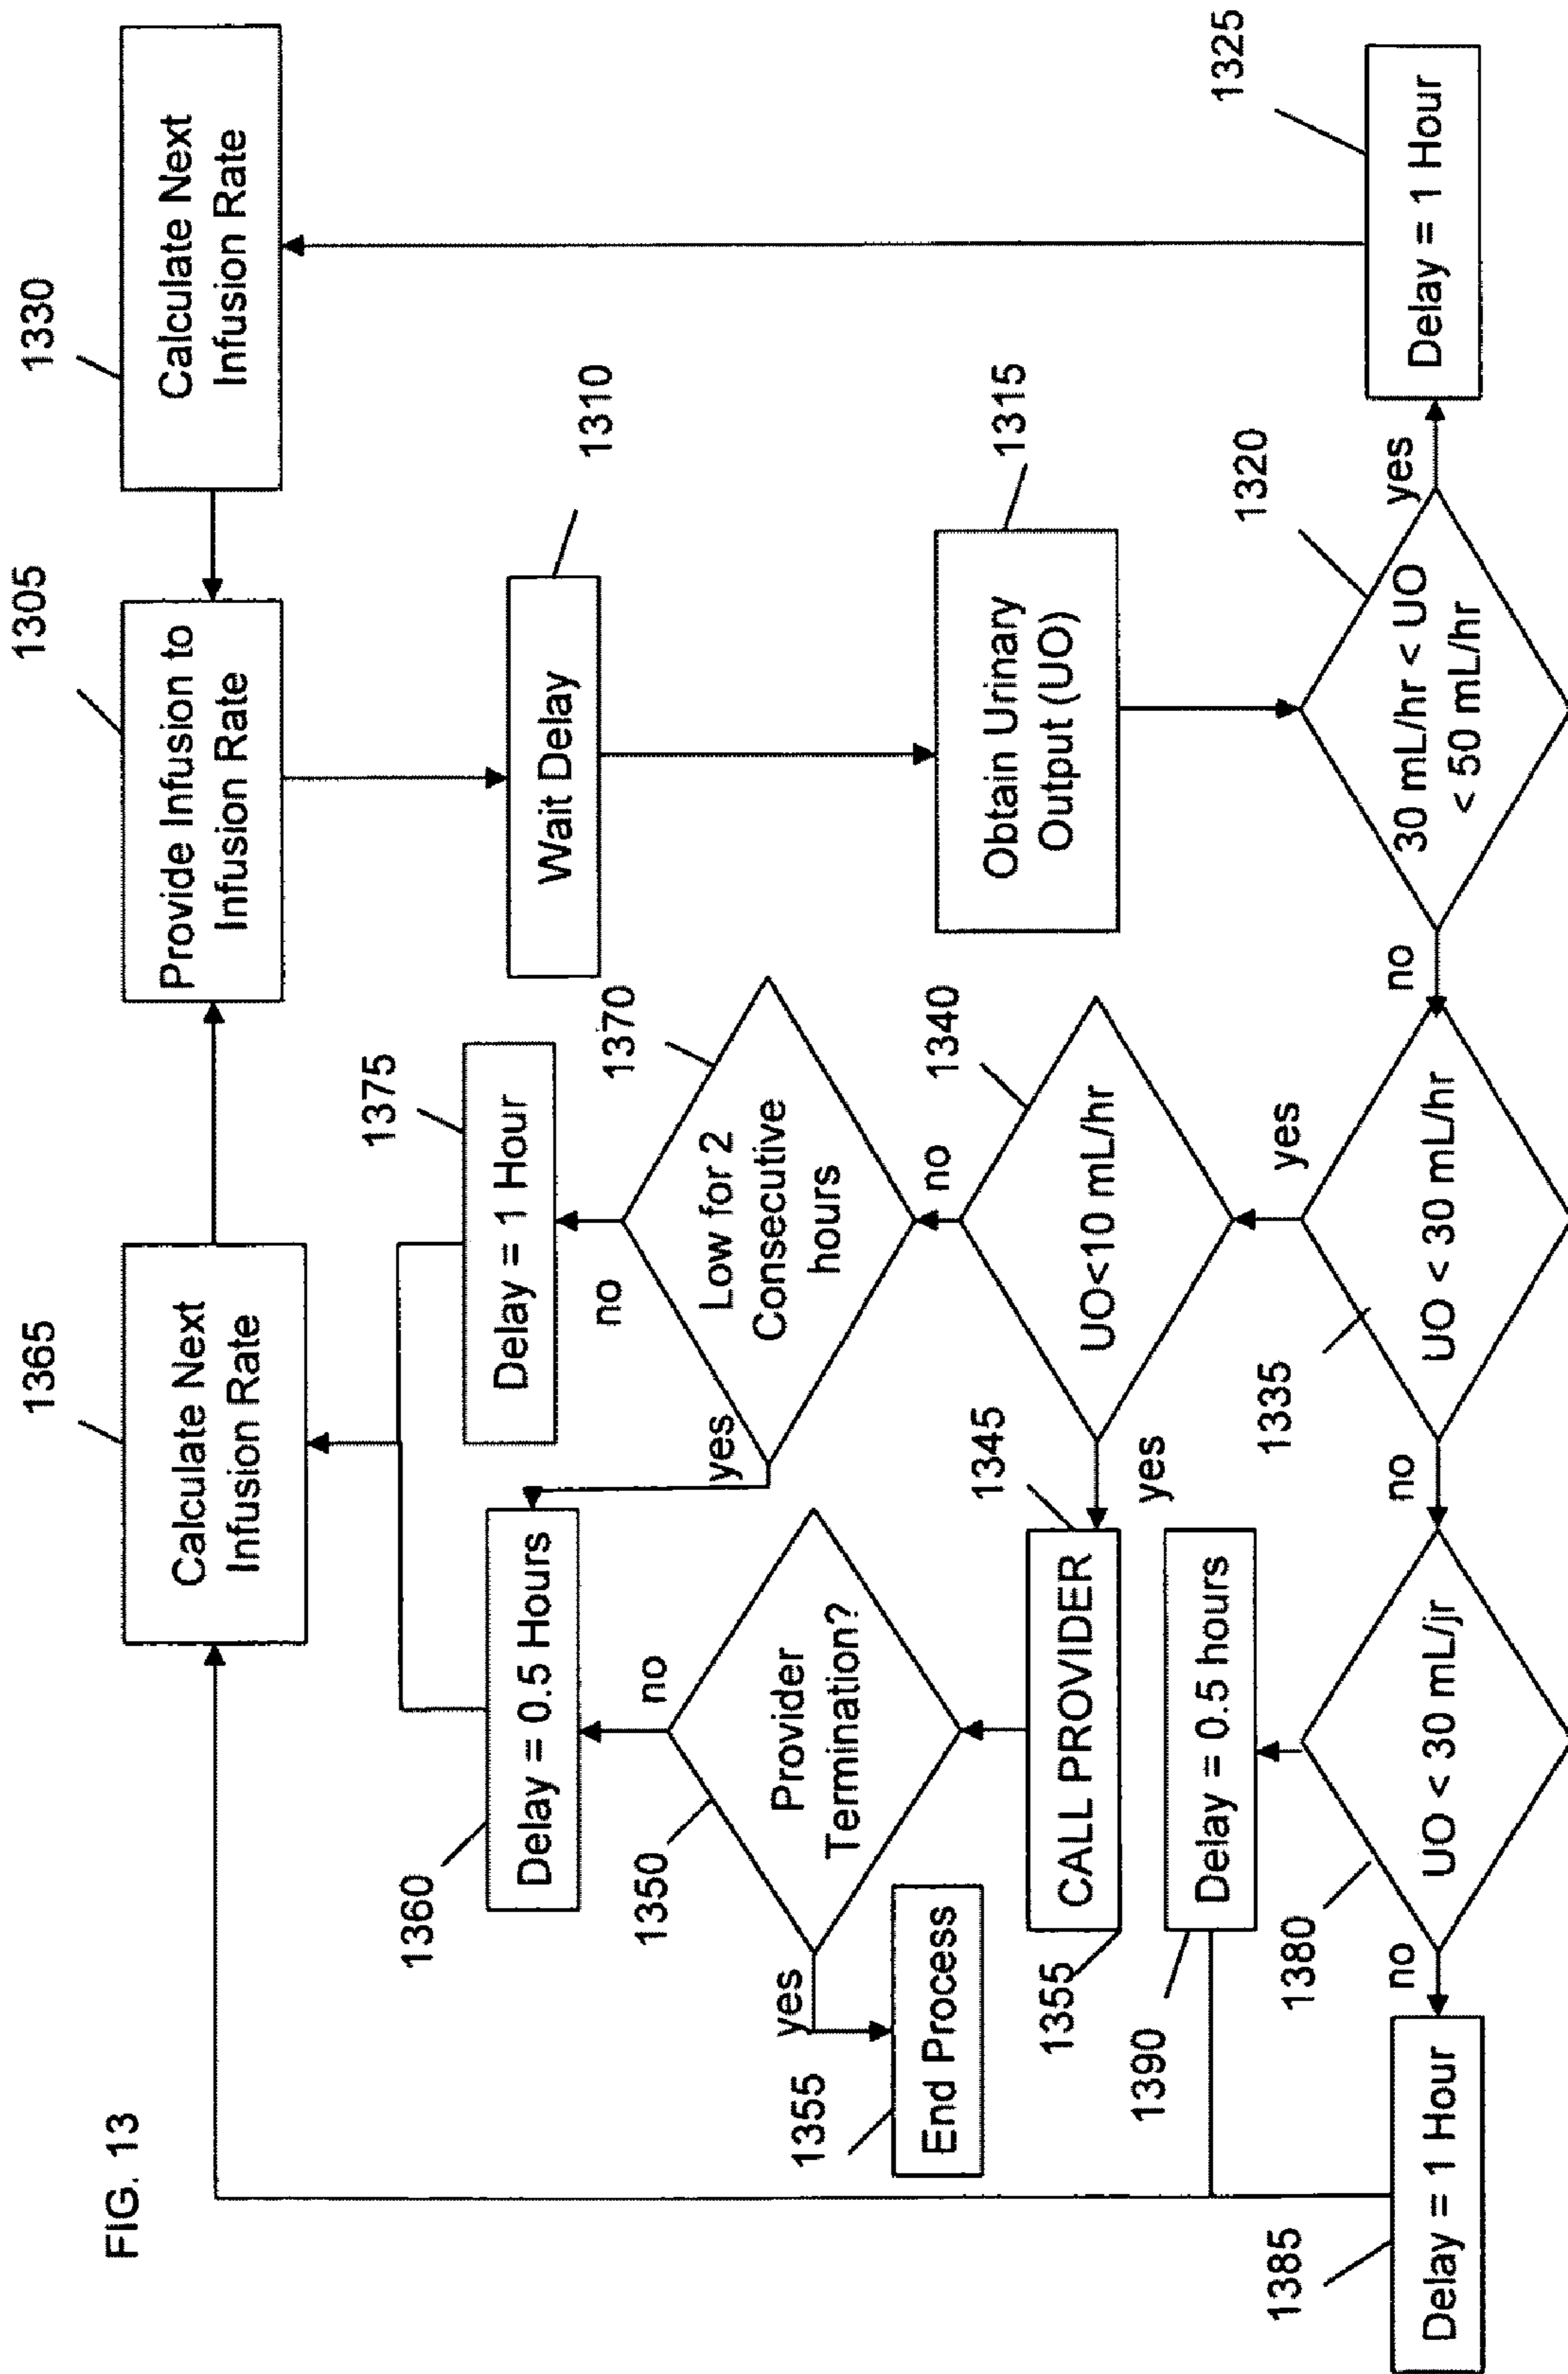 FIG. 13
1365
Calculate Next
Infusion Rate
1305
Provide Infusion to
Infusion Rate
1330
Calculate Next
Infusion Rate
1360
Delay = 0.5 Hours
1375
Delay = 1 Hour
1310
Wait Delay
no
no
yes
1350
Provider
Termination?
yes
1370
Low for 2
Consecutive
hours
1355
End Process
no
1345
CALL PROVIDER
1355
yes
1340
UO<10 mL/hr
1315
Obtain Urinary
Output (UO)
1390
Delay = 0.5 hours
yes
1385
Delay = 1 Hour
no
1380
UO < 30 mL/jr
no
1335
UO < 30 mL/hr
no
1320
30 mL/hr < UO
< 50 mL/hr
yes
1325
Delay = 1 Hour